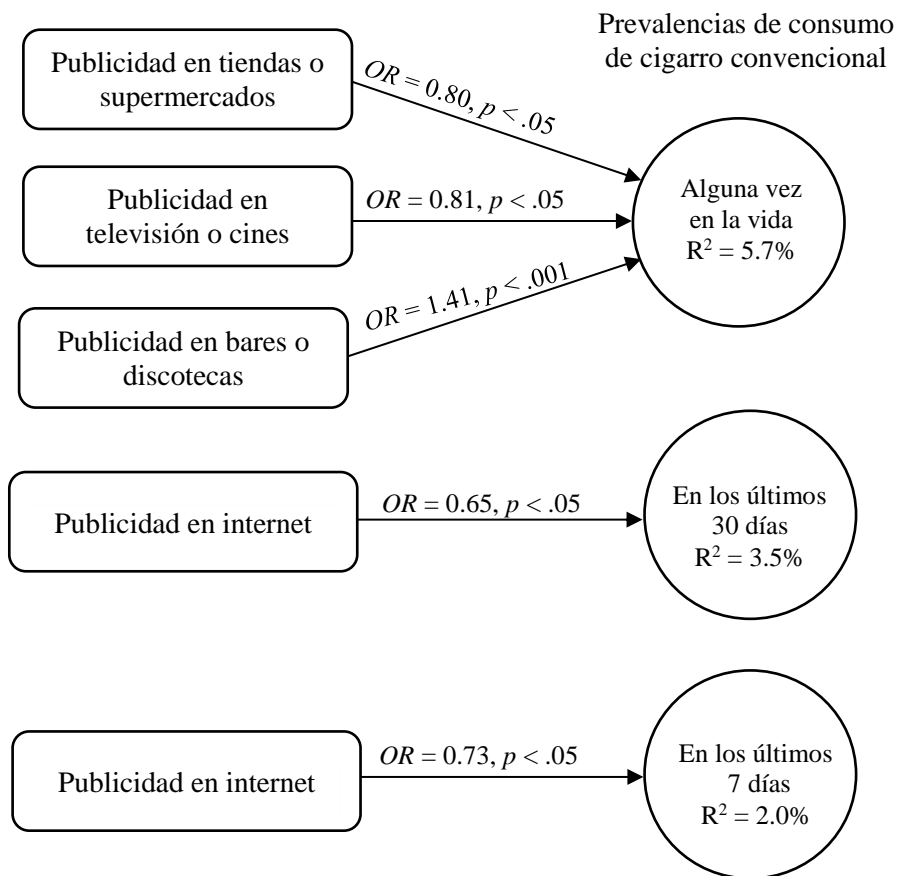 Prevalencias de consumo
de cigarro convencional
Publicidad en tiendas o
supermercados
OR = 0.80, p < .05
Publicidad en
televisión o cines
OR = 0.81, p < .05
Alguna vez
en la vida
R² = 5.7%
Publicidad en bares o
discotecas
OR = 1.41, p < .001
Publicidad en internet
OR = 0.65, p < .05
En los últimos
30 días
R² = 3.5%
Publicidad en internet
OR = 0.73, p < .05
En los últimos
7 días
R² = 2.0%